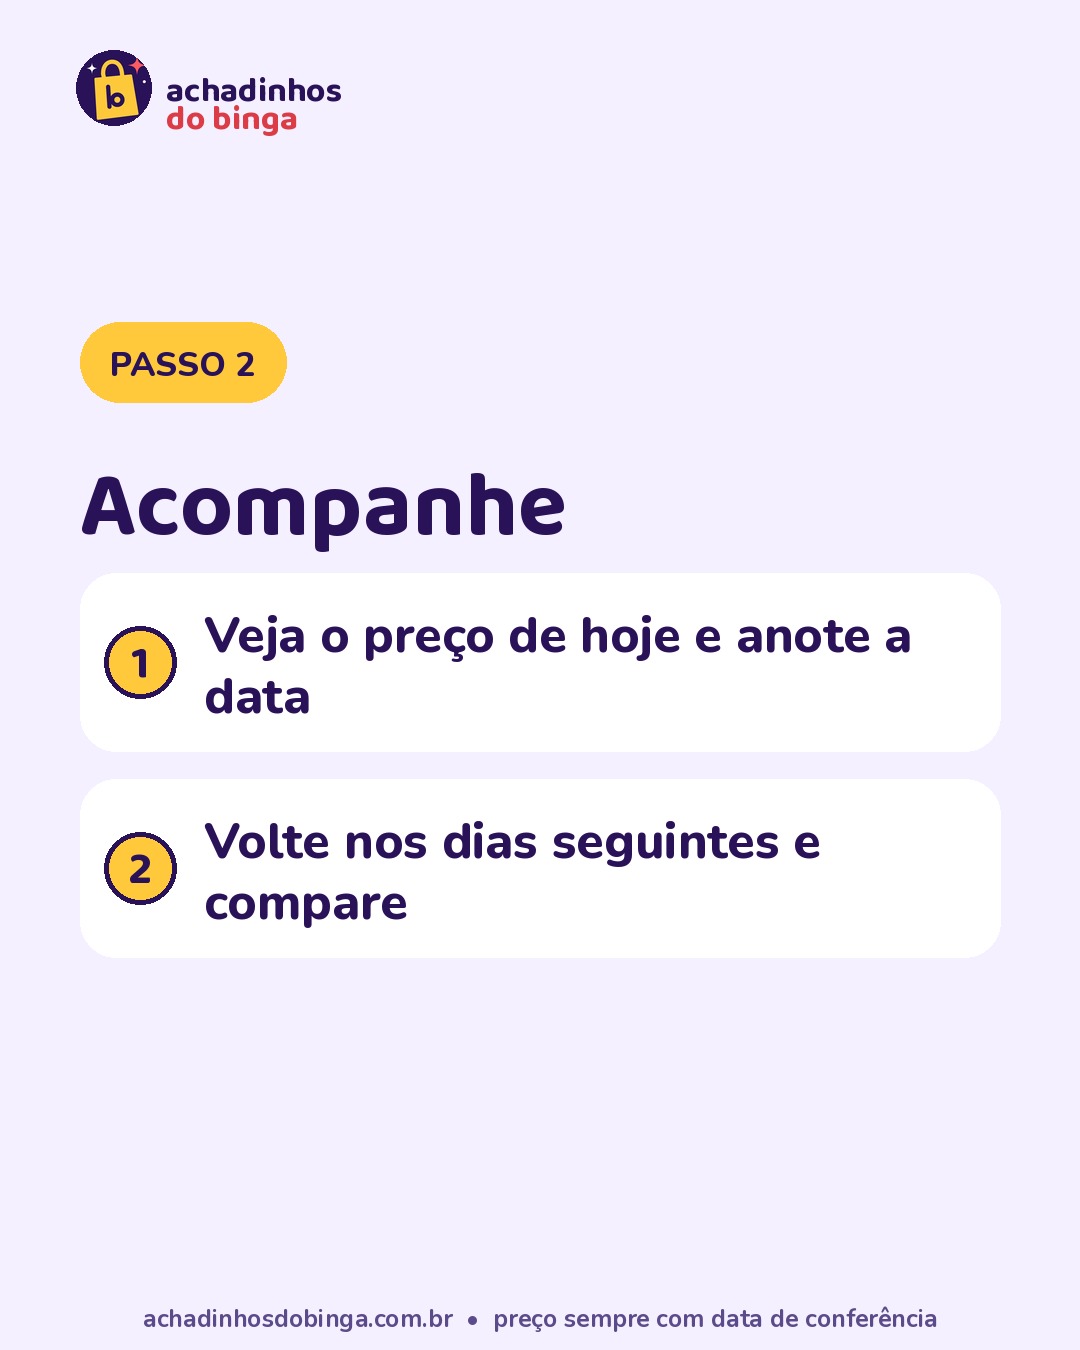 b
achadinhos
do binga
PASSO 2
Acompanhe
1
Veja o preço de hoje e anote a
data
2
Volte nos dias seguintes e
compare
achadinhosdobinga.com.br • preço sempre com data de conferência